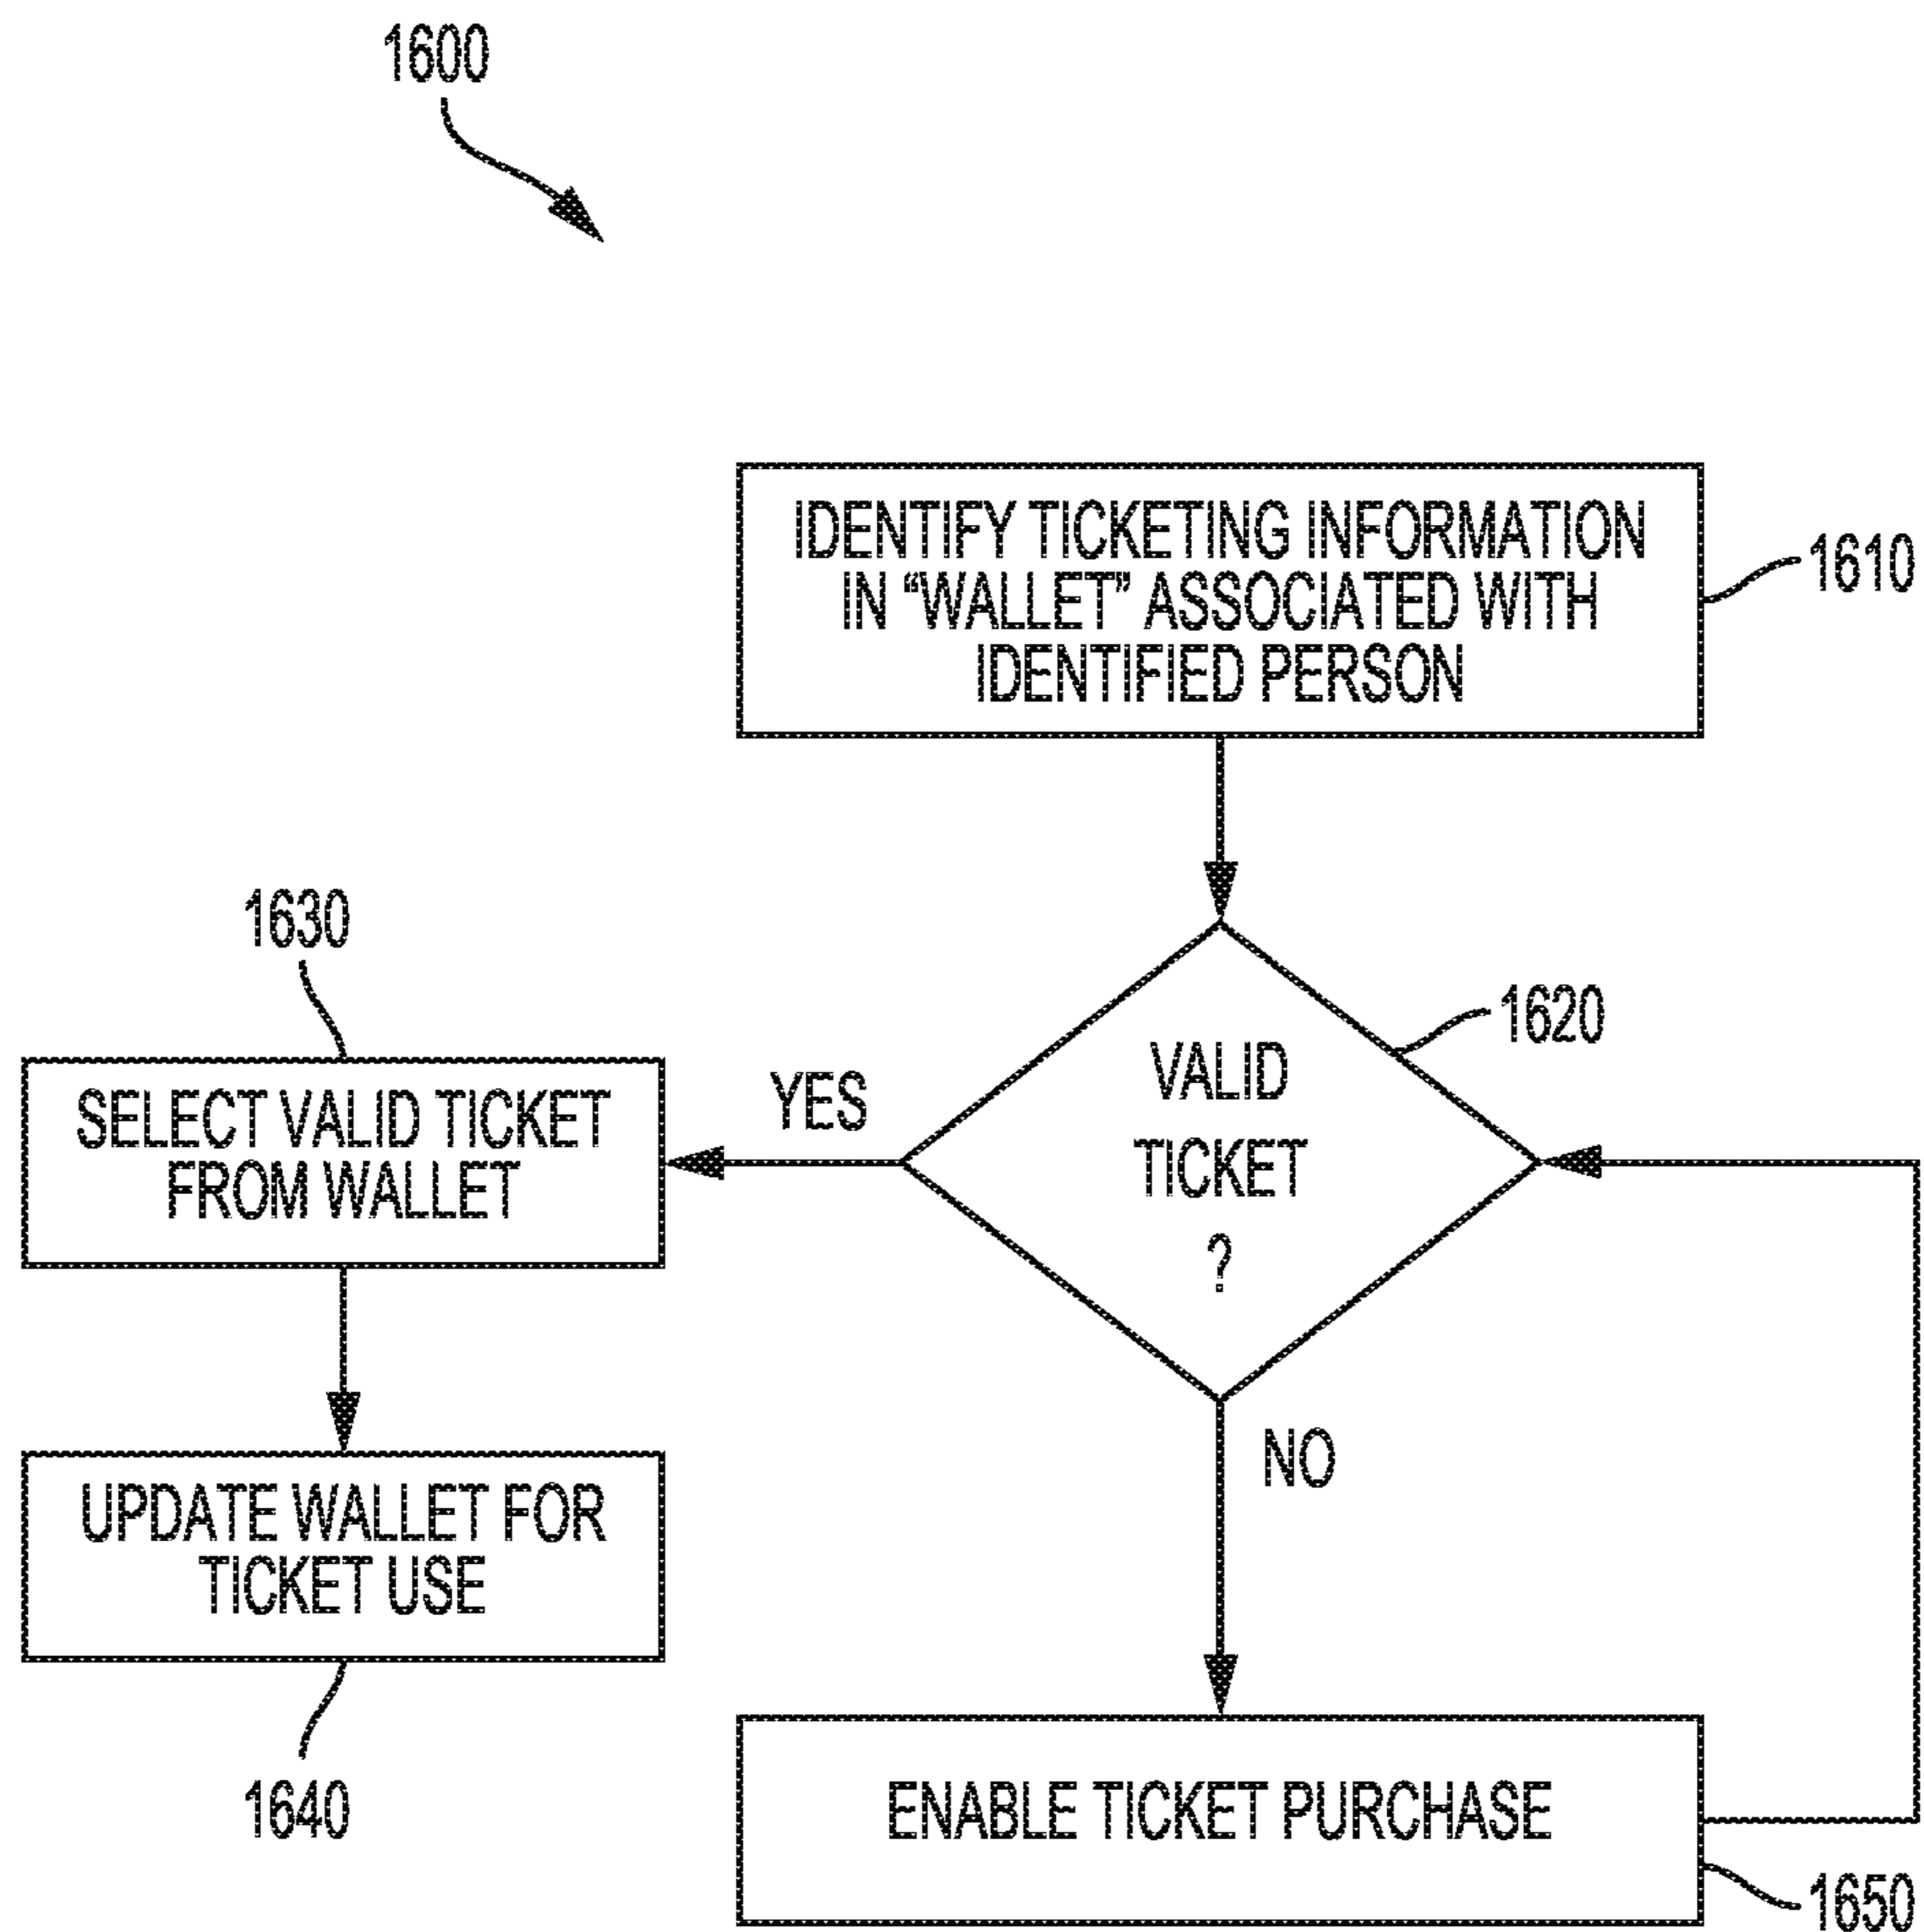 1600
IDENTIFY TICKETING INFORMATION
IN “WALLET” ASSOCIATED WITH
IDENTIFIED PERSON
1610
1620
VALID
TICKET
?
YES
1630
SELECT VALID TICKET
FROM WALLET
UPDATE WALLET FOR
TICKET USE
1640
NO
ENABLE TICKET PURCHASE
1650